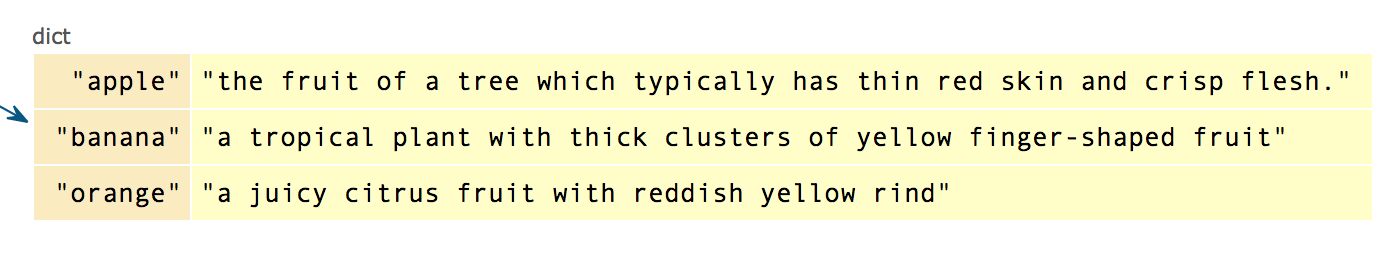 dict
"apple" "the fruit of a tree which typically has thin red skin and crisp flesh."
"banana" "a tropical plant with thick clusters of yellow finger-shaped fruit"
"orange" "a juicy citrus fruit with reddish yellow rind"